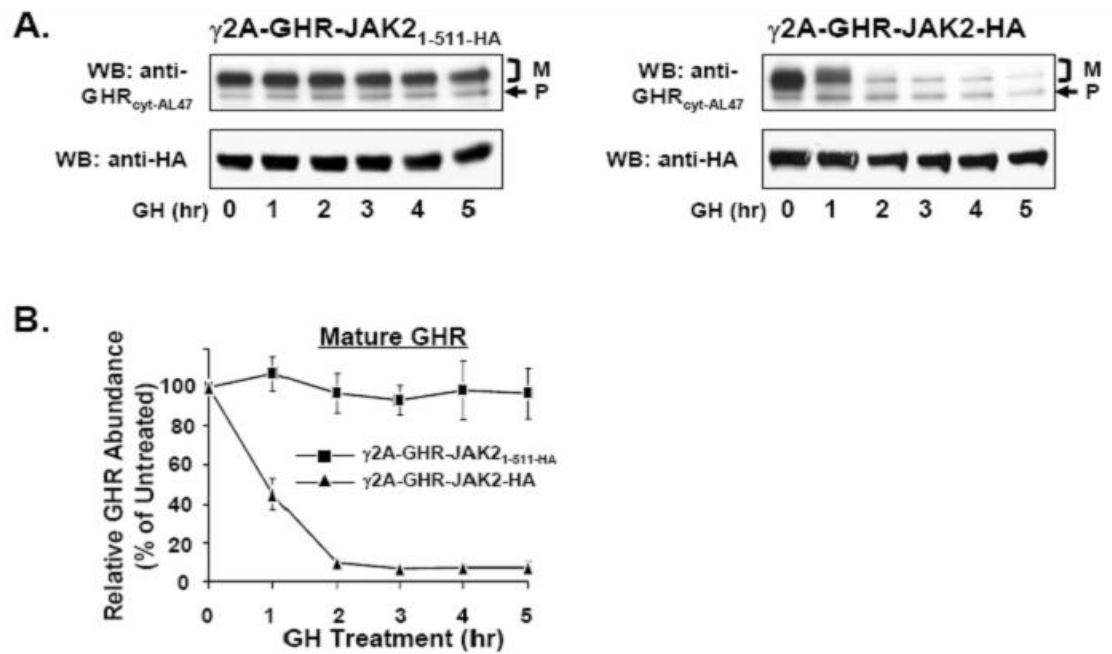 A.
γ2A-GHR-JAK2₁₋₅₁₁₋HA
WB: anti-
GHRcyt-AL47
M
P
WB: anti-HA
GH (hr) 0 1 2 3 4 5
γ2A-GHR-JAK2-HA
WB: anti-
GHRcyt-AL47
M
P
WB: anti-HA
GH (hr) 0 1 2 3 4 5
B.
Mature GHR
Relative GHR Abundance
(% of Untreated)
100
80
60
40
20
0
γ2A-GHR-JAK2₁₋₅₁₁₋HA
γ2A-GHR-JAK2-HA
0 1 2 3 4 5
GH Treatment (hr)